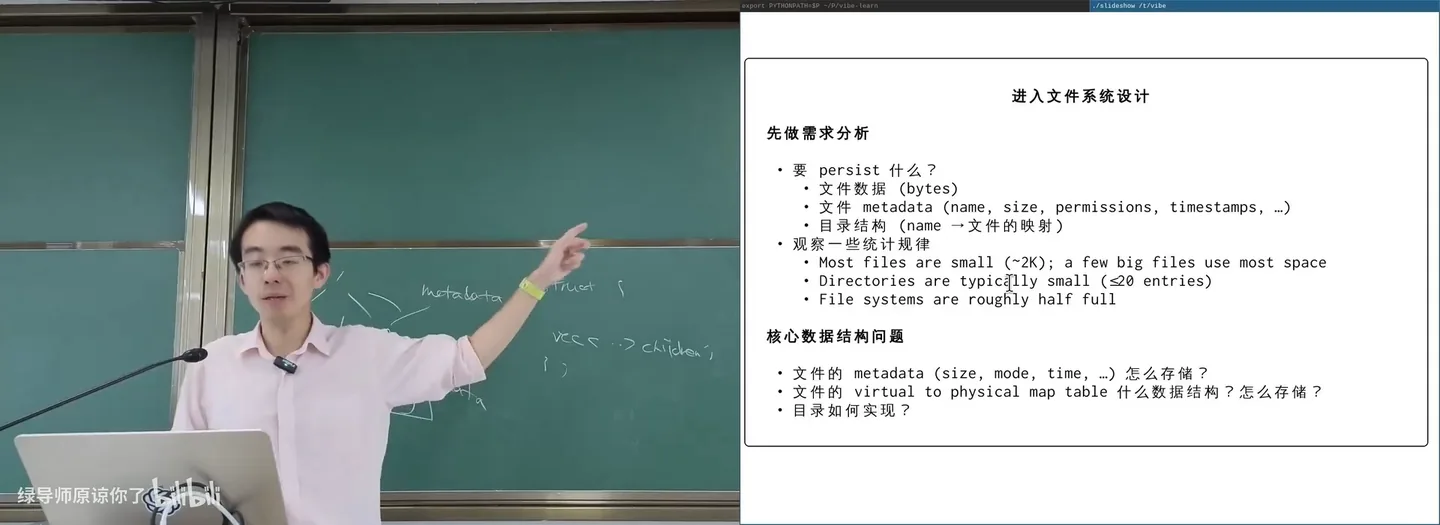 export PYTHONPATH=$P ~/P/vibe-learn
./slideshow /t/vibe
进入文件系统设计
先做需求分析
• 要 persist 什么？
• 文件数据 (bytes)
• 文件 metadata (name, size, permissions, timestamps, …)
• 目录结构 (name →文件的映射)
• 观察一些统计规律
• Most files are small (~2K); a few big files use most space
• Directories are typically small (≤20 entries)
• File systems are roughly half full
核心数据结构问题
• 文件的 metadata (size, mode, time, …) 怎么存储？
• 文件的 virtual to physical map table 什么数据结构？怎么存储？
• 目录如何实现？
metadata
{
vec< ..> children;
} ;
绿导师原谅你了
bilibili